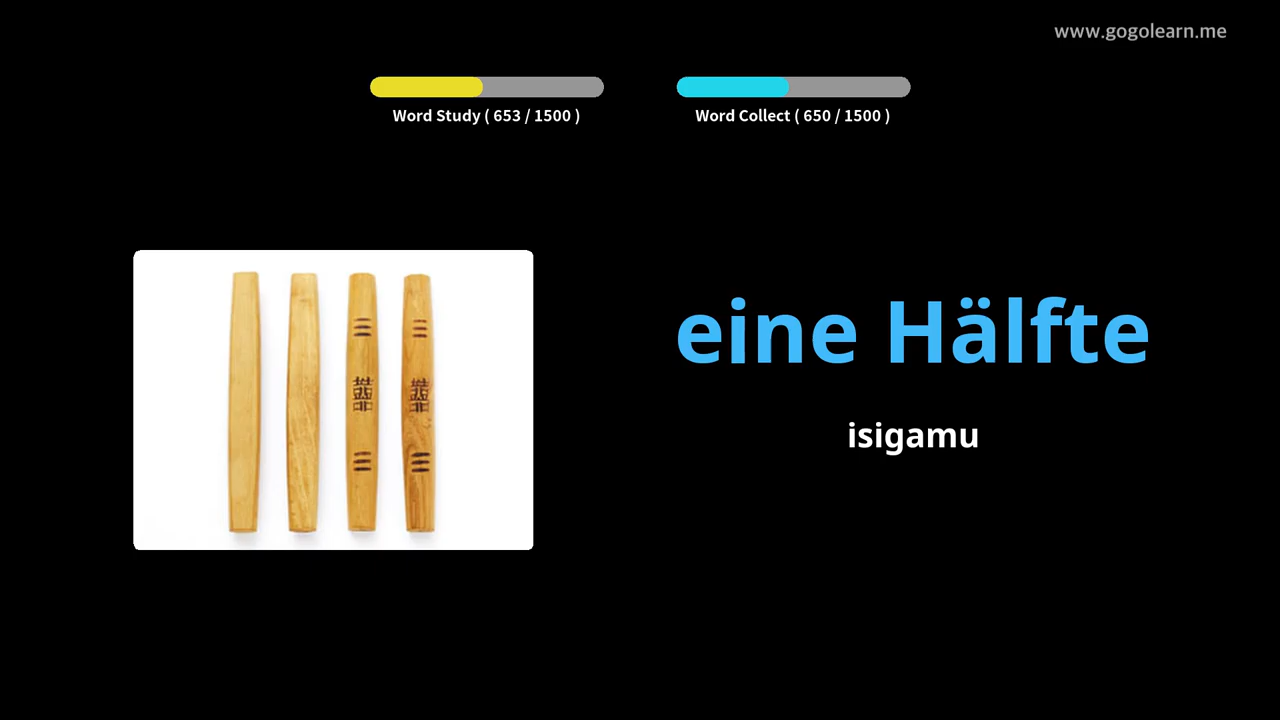 www.gogolearn.me
Word Study ( 653 / 1500 )
Word Collect ( 650 / 1500 )
eine Hälfte
isigamu